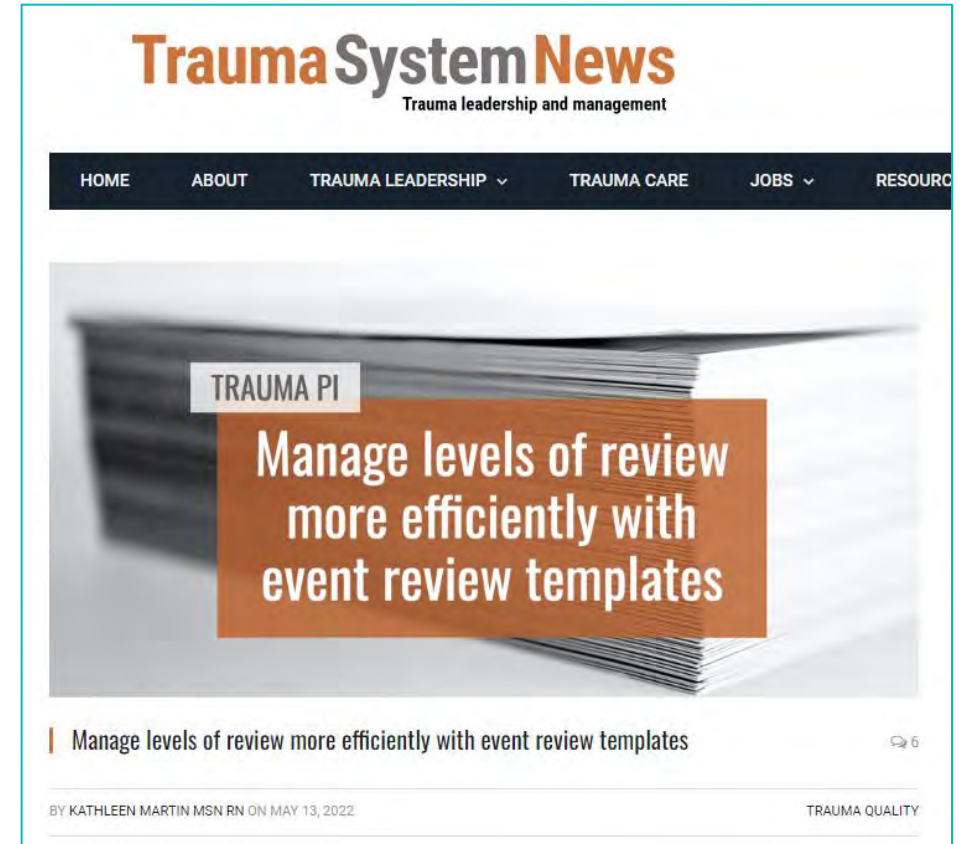 Trauma System News
Trauma leadership and management
HOME ABOUT TRAUMA LEADERSHIP TRAUMA CARE JOBS RESOURC
TRAUMA PI
Manage levels of review
more efficiently with
event review templates
Manage levels of review more efficiently with event review templates 6
BY KATHLEEN MARTIN MSN RN ON MAY 13, 2022 TRAUMA QUALITY